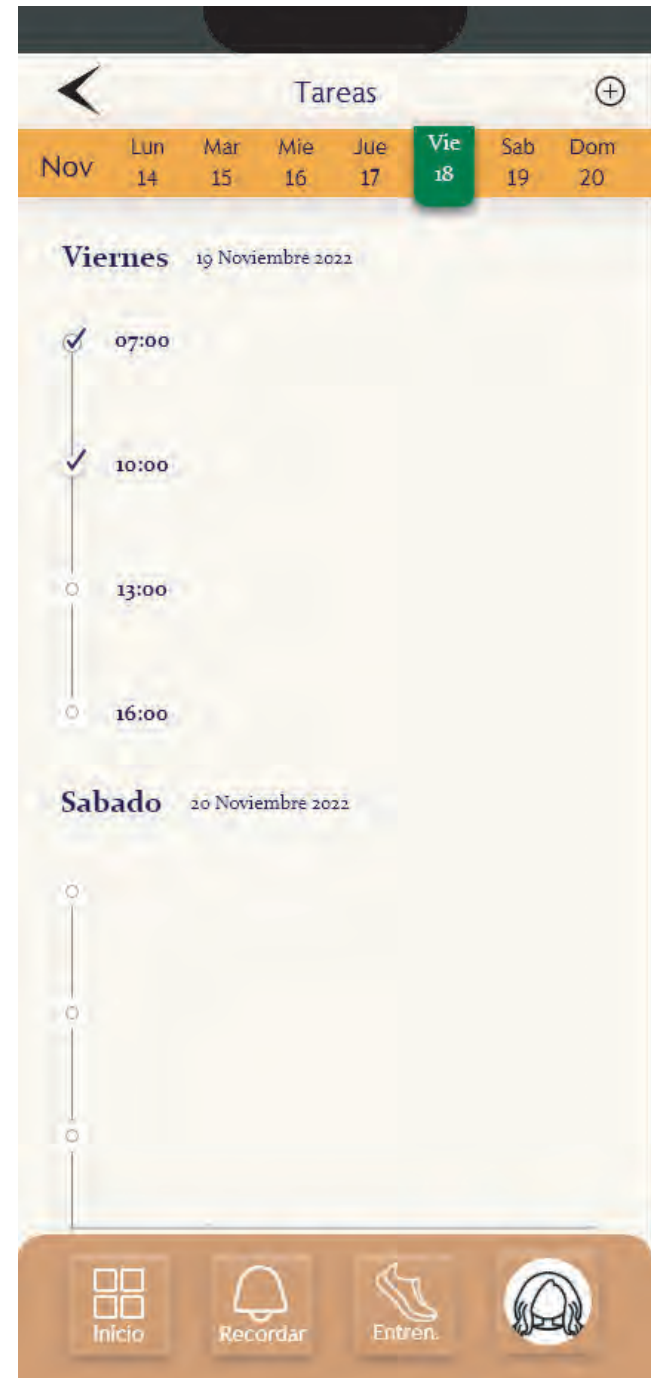 Tareas
Nov Lun Mar Mie Jue Vie Sab Dom
14 15 16 17 18 19 20
Viernes 19 Noviembre 2022
07:00
10:00
13:00
16:00
Sabado 20 Noviembre 2022
Inicio Recordar Entren.